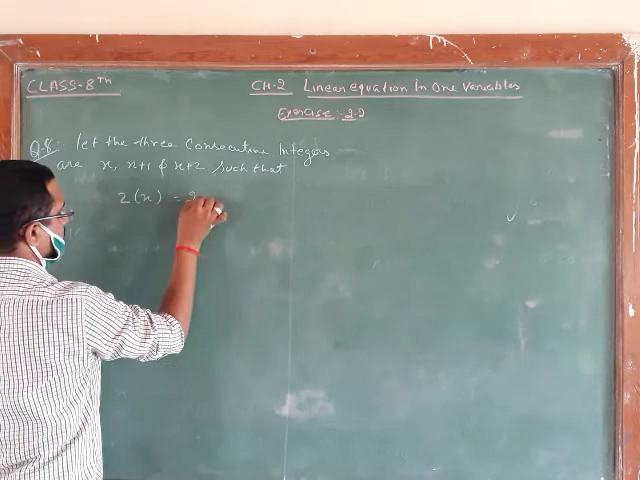 CLASS-8th
CH-2 Linear equation in One Variables
Exercise 2.2
Q.8: let the three Consecutive Integers
are x, x+1 & x+2 such that
2(x) =